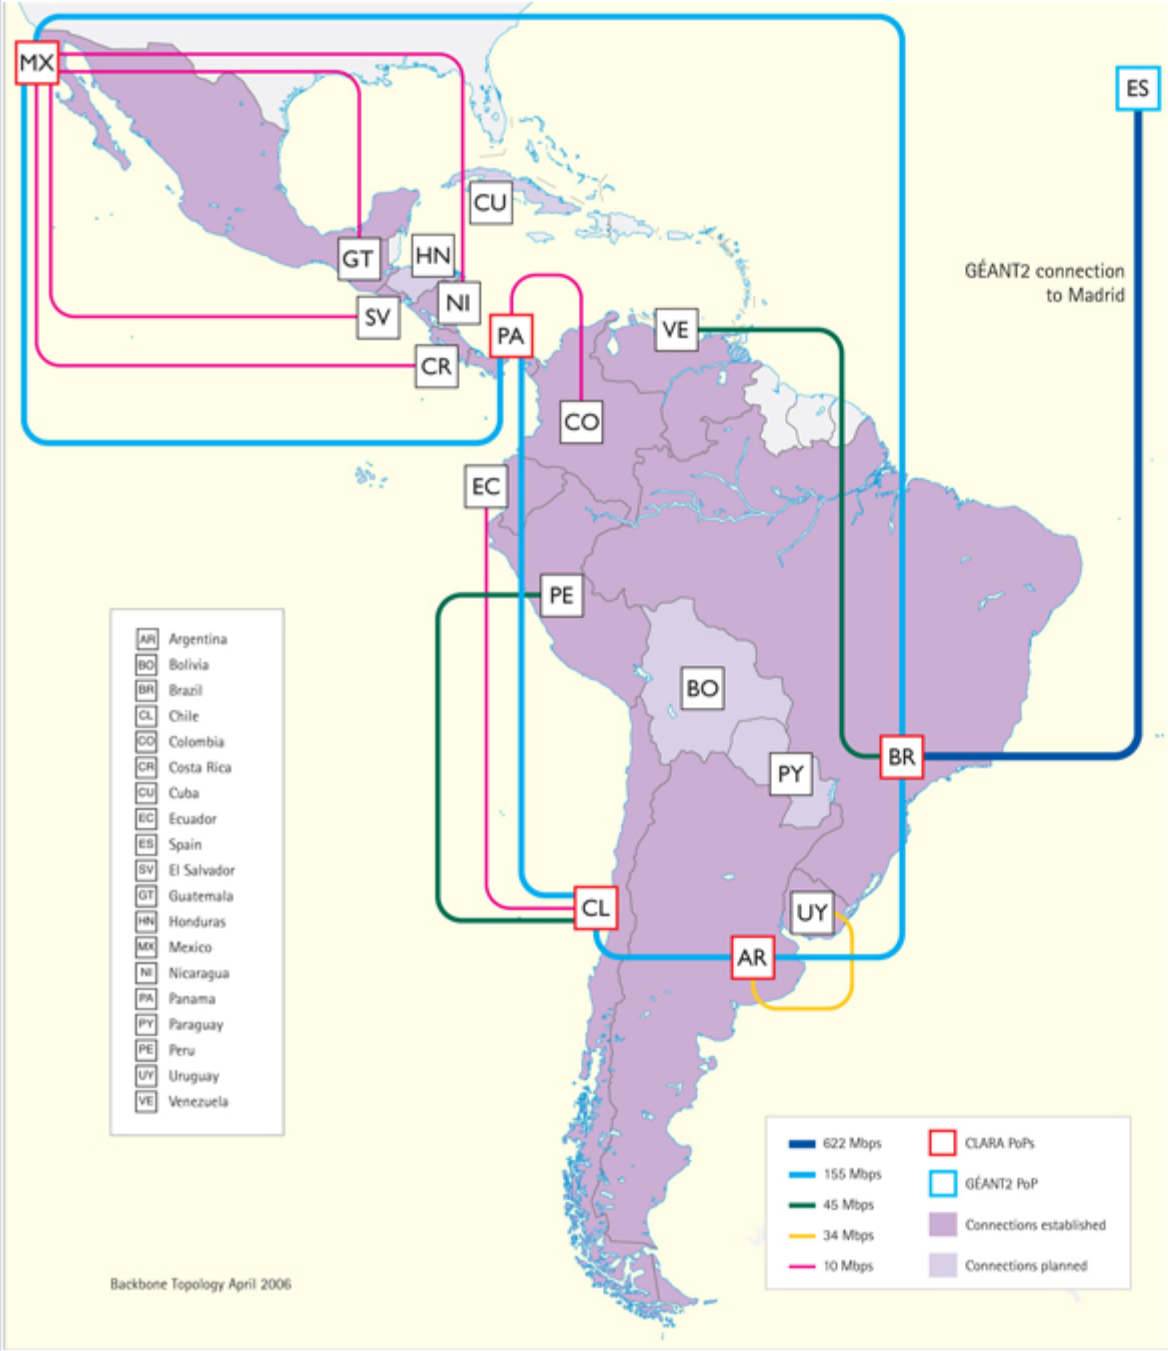 MX
ES
CU
GÉANT2 connection
to Madrid
GT
HN
NI
SV
PA
VE
CR
CO
EC
PE
BO
BR
PY
CL
UY
AR
AR Argentina
BO Bolivia
BR Brazil
CL Chile
CO Colombia
CR Costa Rica
CU Cuba
EC Ecuador
ES Spain
SV El Salvador
GT Guatemala
HN Honduras
MX Mexico
NI Nicaragua
PA Panama
PY Paraguay
PE Peru
UY Uruguay
VE Venezuela
622 Mbps
155 Mbps
45 Mbps
34 Mbps
10 Mbps
CLARA PoPs
GÉANT2 PoP
Connections established
Connections planned
Backbone Topology April 2006